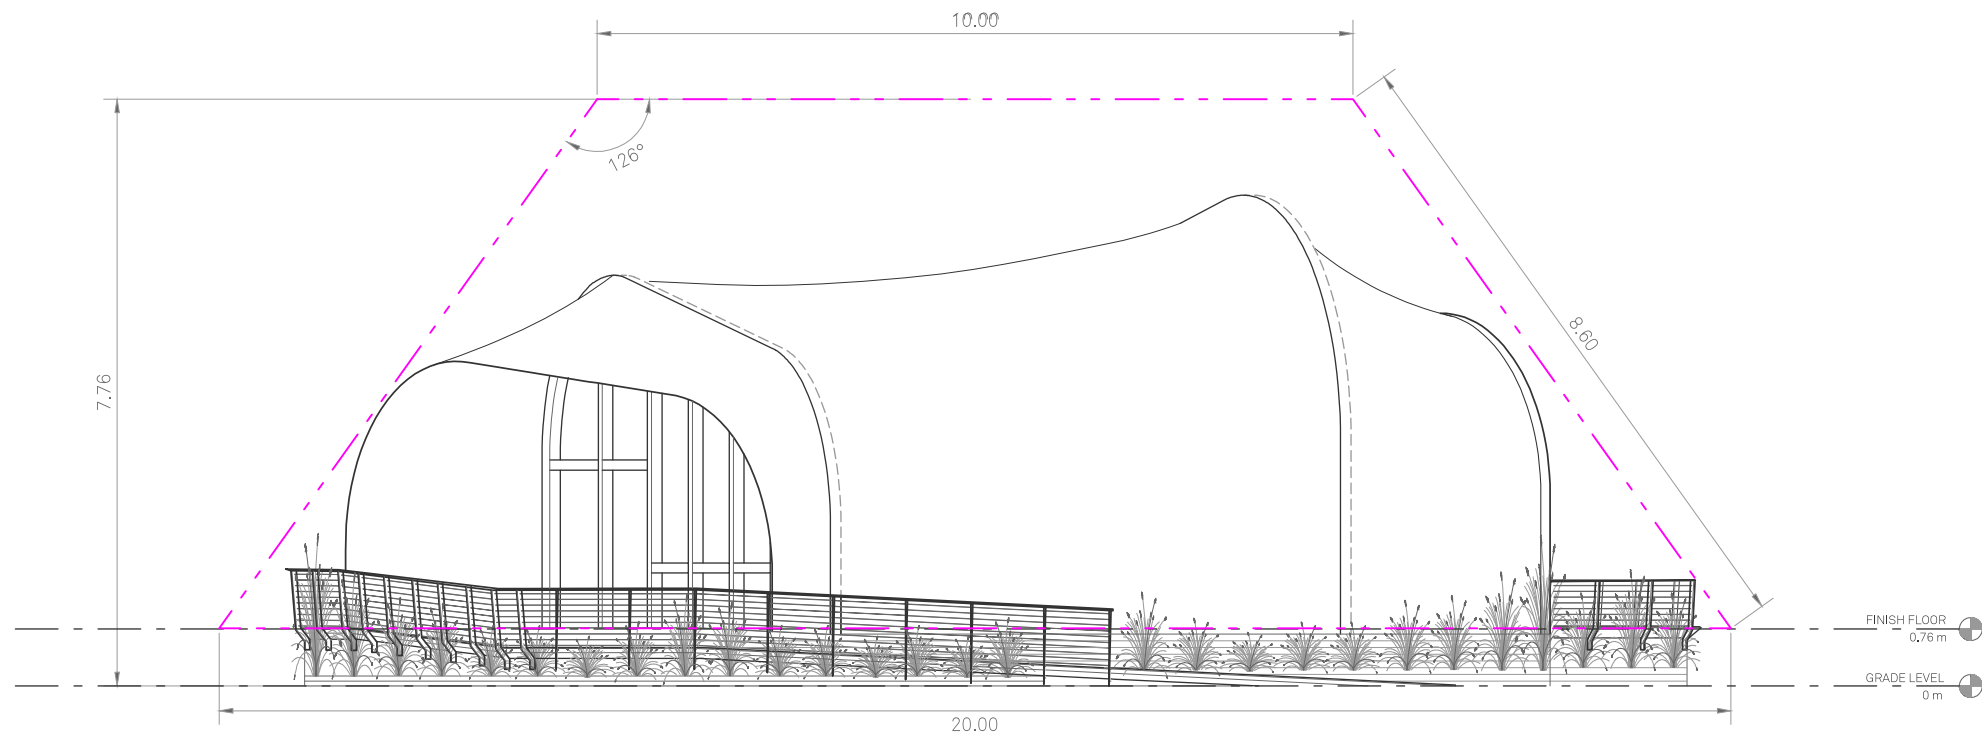 10.00
126°
7.76
8.60
FINISH FLOOR
0.76 m
GRADE LEVEL
0 m
20.00